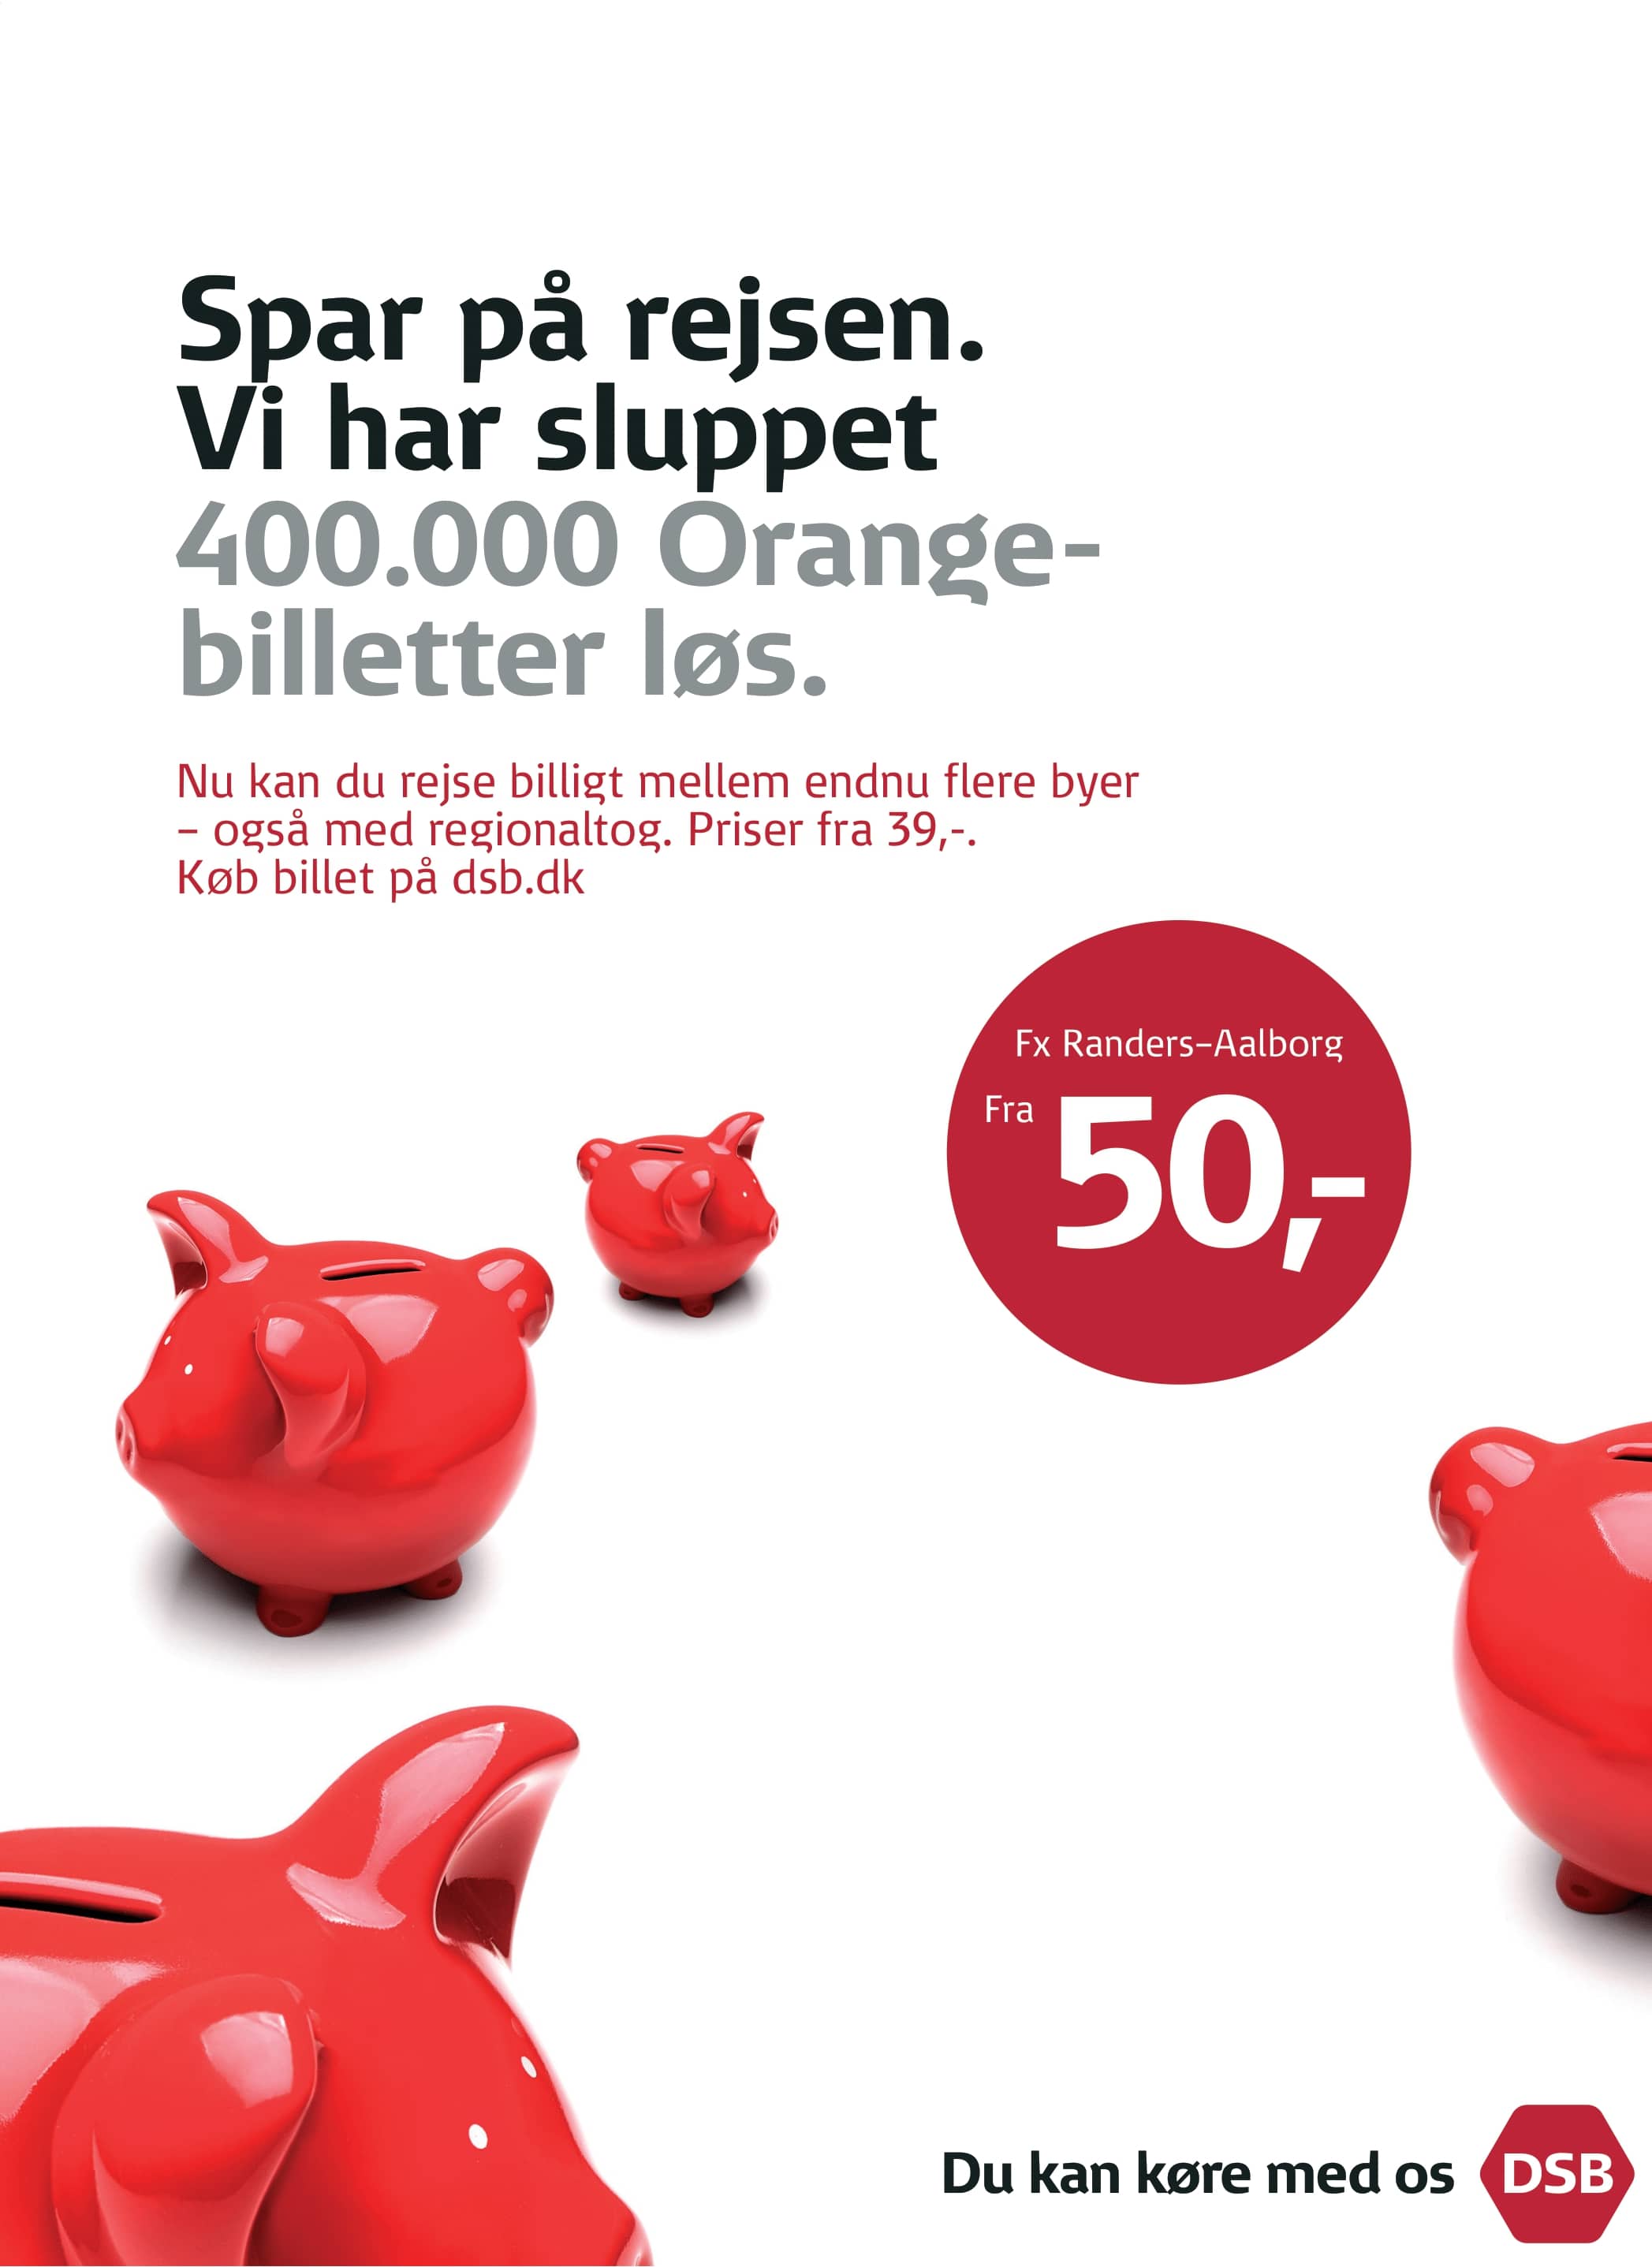 Spar på rejsen.
Vi har sluppet
400.000 Orange-
billetter løs.
Nu kan du rejse billigt mellem endnu flere byer
– også med regionaltog. Priser fra 39,-.
Køb billet på dsb.dk
Fx Randers–Aalborg
Fra 50,-
Du kan køre med os
DSB